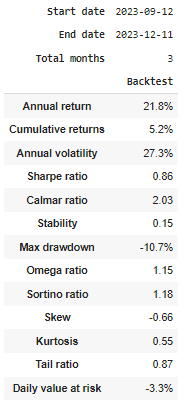 Start date 2023-09-12
End date 2023-12-11
Total months 3
Backtest
Annual return 21.8%
Cumulative returns 5.2%
Annual volatility 27.3%
Sharpe ratio 0.86
Calmar ratio 2.03
Stability 0.15
Max drawdown -10.7%
Omega ratio 1.15
Sortino ratio 1.18
Skew -0.66
Kurtosis 0.55
Tail ratio 0.87
Daily value at risk -3.3%